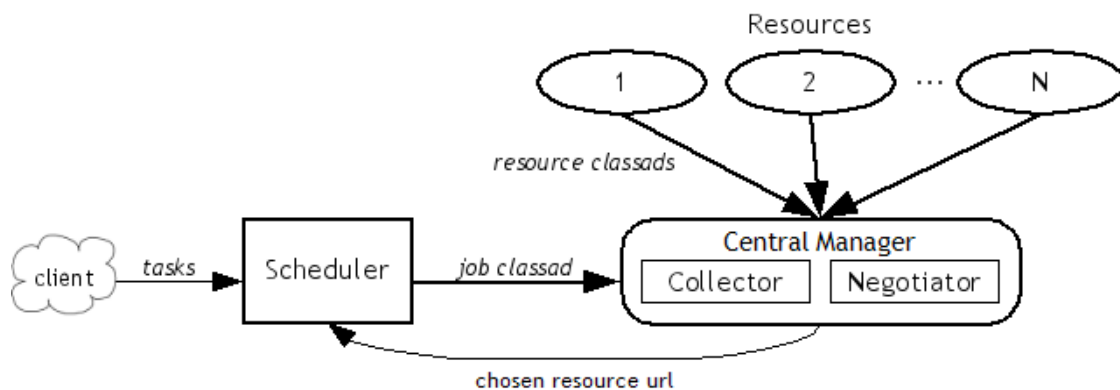 Resources
1
2
...
N
resource classads
Central Manager
client
tasks
Scheduler
job classad
Collector
Negotiator
chosen resource url